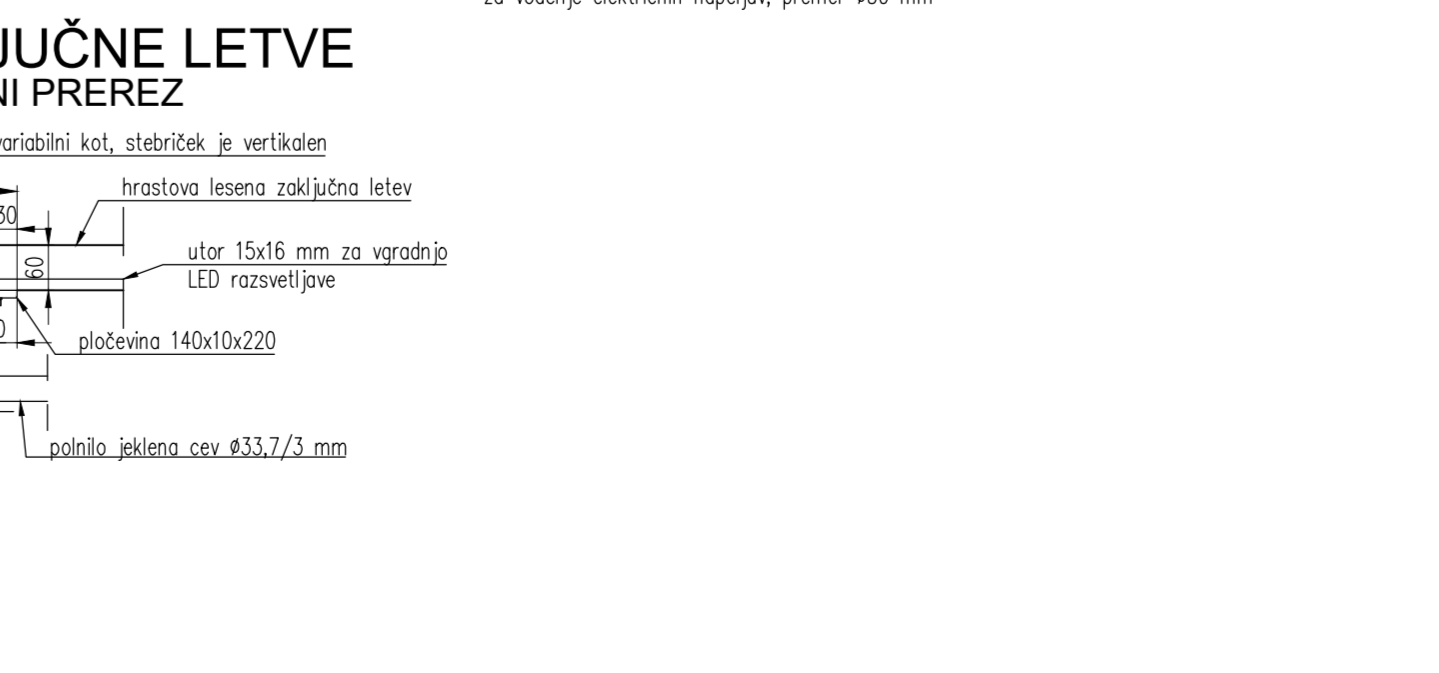 JUČNE LETVE
NI PREREZ
variabilni kot, stebriček je vertikalen
hrastova lesena zaključna letev
30
60
utor 15x16 mm za vgradnjo
LED razsvetljave
pločevina 140x10x220
polnilo jeklena cev Ø33,7/3 mm